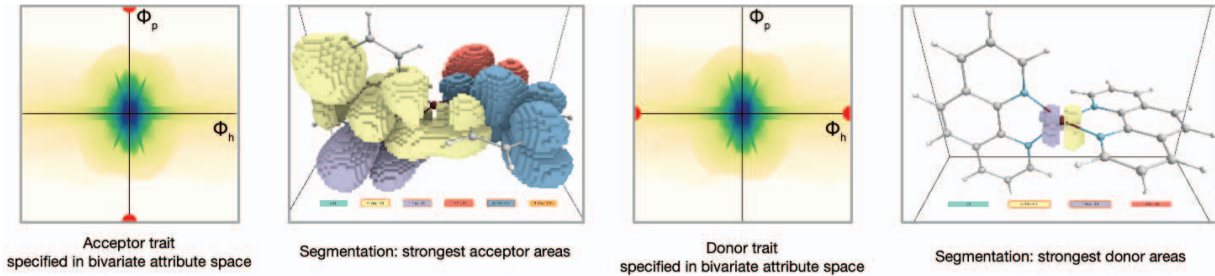 Φp
Φh
Φp
Φh
Acceptor trait
specified in bivariate attribute space
Segmentation: strongest acceptor areas
Donor trait
specified in bivariate attribute space
Segmentation: strongest donor areas